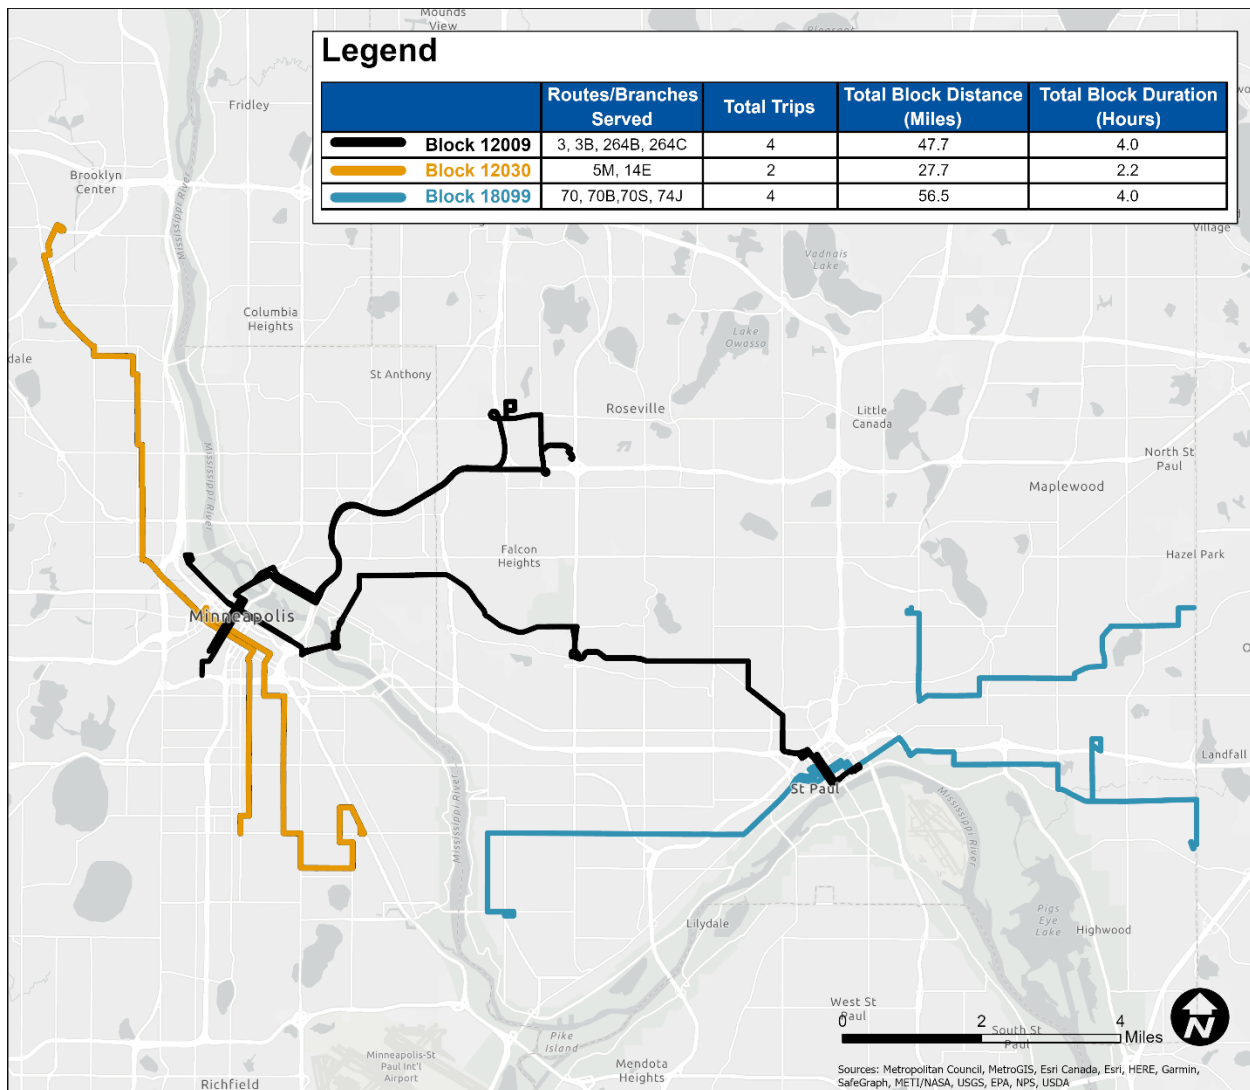 Mounds
View
Pleasant
Legend
Routes/Branches
Served
Total Trips
Total Block Distance
(Miles)
Total Block Duration
(Hours)
Block 12009 3, 3B, 264B, 264C 4 47.7 4.0
Block 12030 5M, 14E 2 27.7 2.2
Block 18099 70, 70B,70S, 74J 4 56.5 4.0
Fridley
Brooklyn
Center
Mississippi River
Village
Vadnais
Lake
Columbia
Heights
Lake
Owasso
dale
St Anthony
Roseville
Little
Canada
Mississippi River
North St
Paul
Maplewood
Falcon
Heights
Hazel Park
Minneapolis
O
Landfall
St Paul
Mississippi River
Mississippi River
Pigs
Eye
Lake
Lilydale
Highwood
West St
Paul
0 2 4
Miles
South St
Paul
N
Pike
Island
Minneapolis-St
Paul Int'l
Airport
Mendota
Heights
Richfield
Sources: Metropolitan Council, MetroGIS, Esri Canada, Esri, HERE, Garmin,
SafeGraph, METI/NASA, USGS, EPA, NPS, USDA